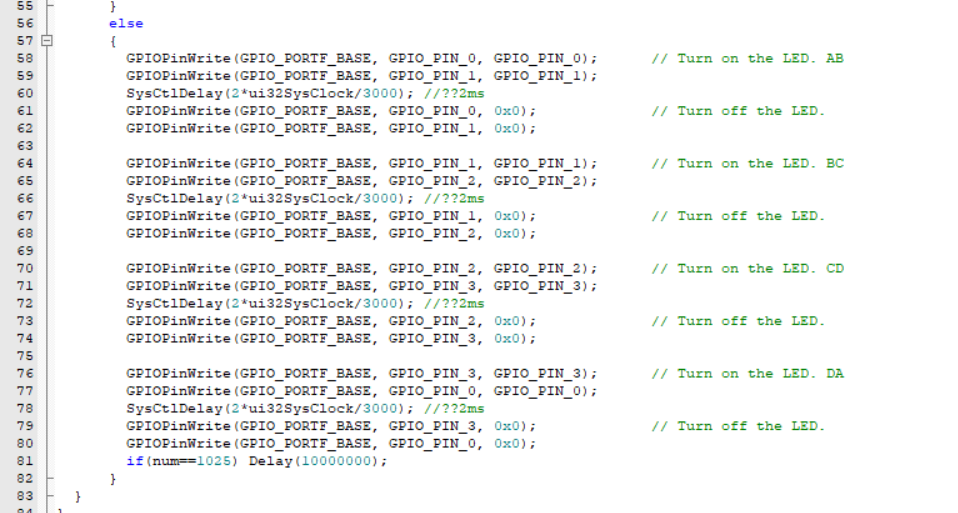 55 }
56 else
57 {
58 GPIOPinWrite(GPIO_PORTF_BASE, GPIO_PIN_0, GPIO_PIN_0); // Turn on the LED. AB
59 GPIOPinWrite(GPIO_PORTF_BASE, GPIO_PIN_1, GPIO_PIN_1);
60 SysCtlDelay(2*ui32SysClock/3000); //??2ms
61 GPIOPinWrite(GPIO_PORTF_BASE, GPIO_PIN_0, 0x0); // Turn off the LED.
62 GPIOPinWrite(GPIO_PORTF_BASE, GPIO_PIN_1, 0x0);
63
64 GPIOPinWrite(GPIO_PORTF_BASE, GPIO_PIN_1, GPIO_PIN_1); // Turn on the LED. BC
65 GPIOPinWrite(GPIO_PORTF_BASE, GPIO_PIN_2, GPIO_PIN_2);
66 SysCtlDelay(2*ui32SysClock/3000); //??2ms
67 GPIOPinWrite(GPIO_PORTF_BASE, GPIO_PIN_1, 0x0); // Turn off the LED.
68 GPIOPinWrite(GPIO_PORTF_BASE, GPIO_PIN_2, 0x0);
69
70 GPIOPinWrite(GPIO_PORTF_BASE, GPIO_PIN_2, GPIO_PIN_2); // Turn on the LED. CD
71 GPIOPinWrite(GPIO_PORTF_BASE, GPIO_PIN_3, GPIO_PIN_3);
72 SysCtlDelay(2*ui32SysClock/3000); //??2ms
73 GPIOPinWrite(GPIO_PORTF_BASE, GPIO_PIN_2, 0x0); // Turn off the LED.
74 GPIOPinWrite(GPIO_PORTF_BASE, GPIO_PIN_3, 0x0);
75
76 GPIOPinWrite(GPIO_PORTF_BASE, GPIO_PIN_3, GPIO_PIN_3); // Turn on the LED. DA
77 GPIOPinWrite(GPIO_PORTF_BASE, GPIO_PIN_0, GPIO_PIN_0);
78 SysCtlDelay(2*ui32SysClock/3000); //??2ms
79 GPIOPinWrite(GPIO_PORTF_BASE, GPIO_PIN_3, 0x0); // Turn off the LED.
80 GPIOPinWrite(GPIO_PORTF_BASE, GPIO_PIN_0, 0x0);
81 if(num==1025) Delay(10000000);
82 }
83 }
84 }